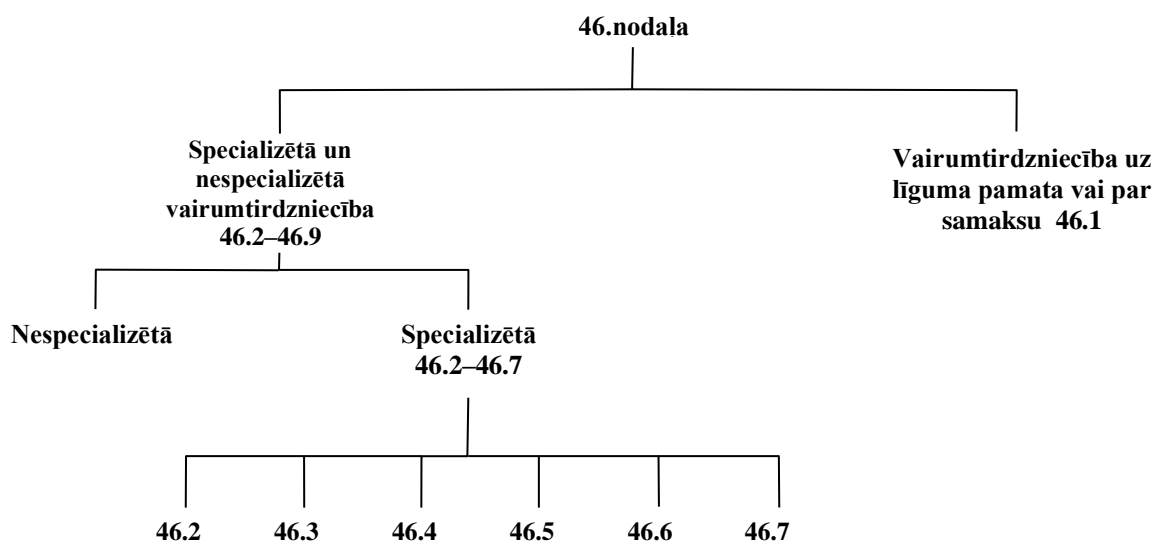 46.nodaļa
Specializētā un
nespecializētā
vairumtirdzniecība
46.2–46.9
Vairumtirdzniecība uz
līguma pamata vai par
samaksu 46.1
Nespecializētā
Specializētā
46.2–46.7
46.2 46.3 46.4 46.5 46.6 46.7